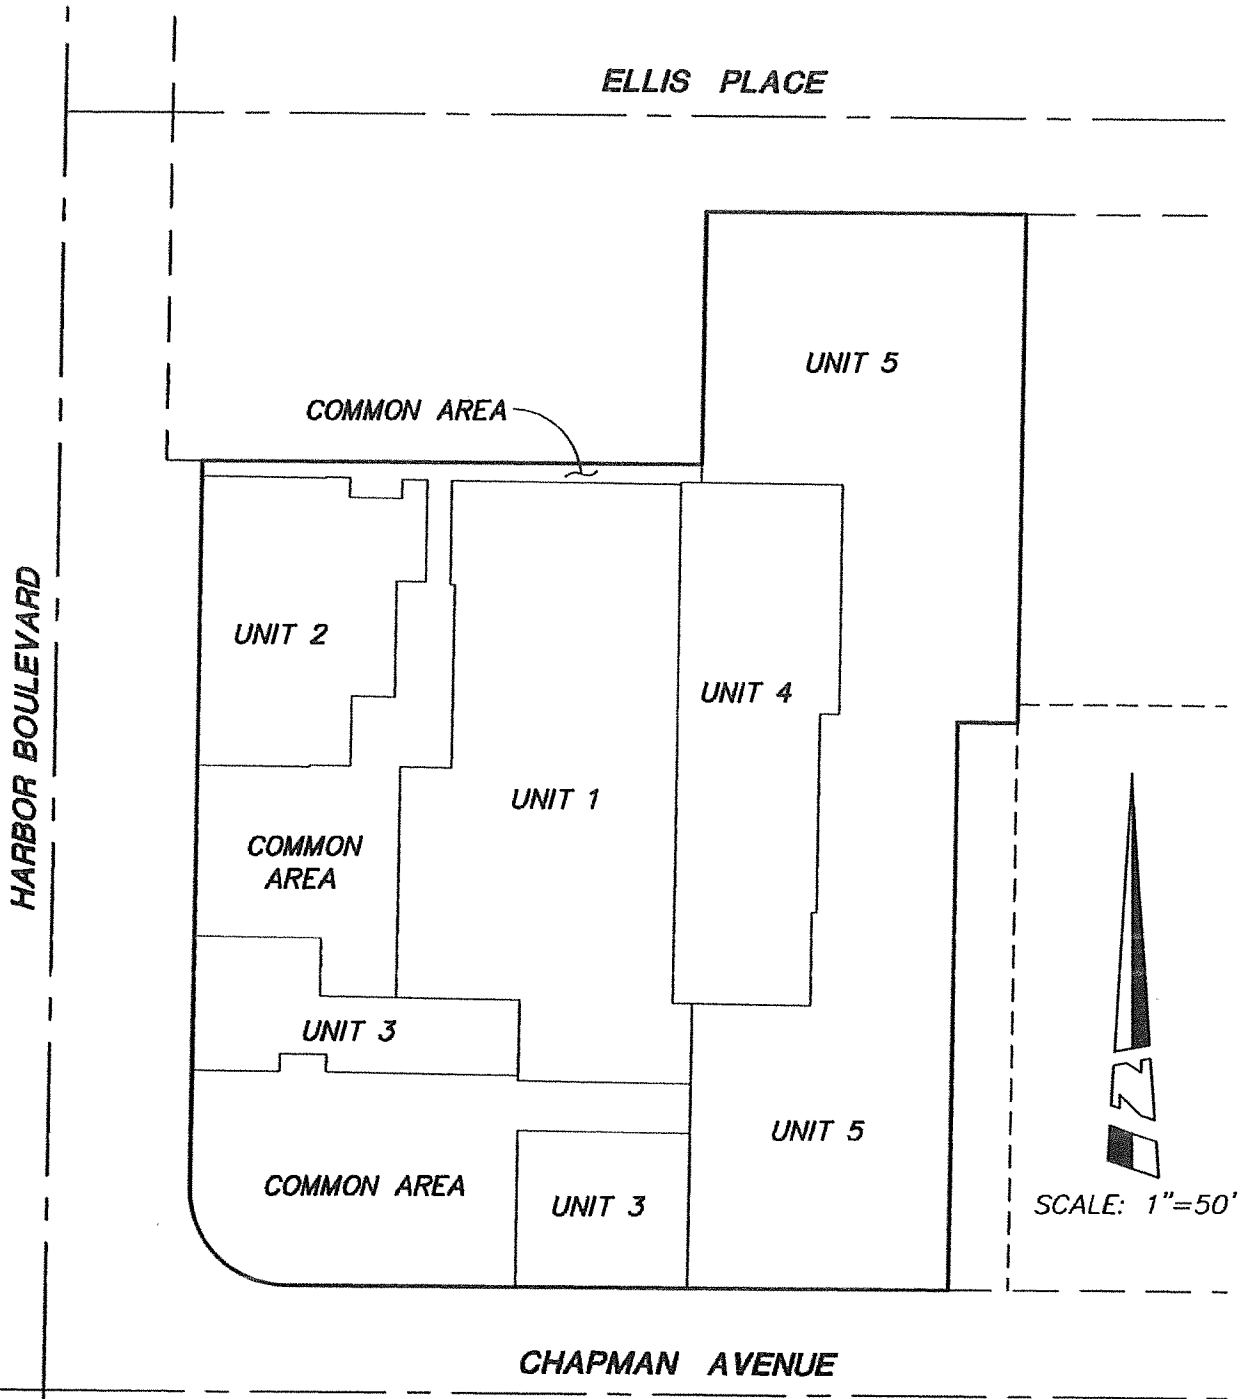 ELLIS PLACE
UNIT 5
COMMON AREA
HARBOR BOULEVARD
UNIT 2
UNIT 4
UNIT 1
COMMON
AREA
UNIT 3
UNIT 5
COMMON AREA
UNIT 3
N
SCALE: 1"=50'
CHAPMAN AVENUE